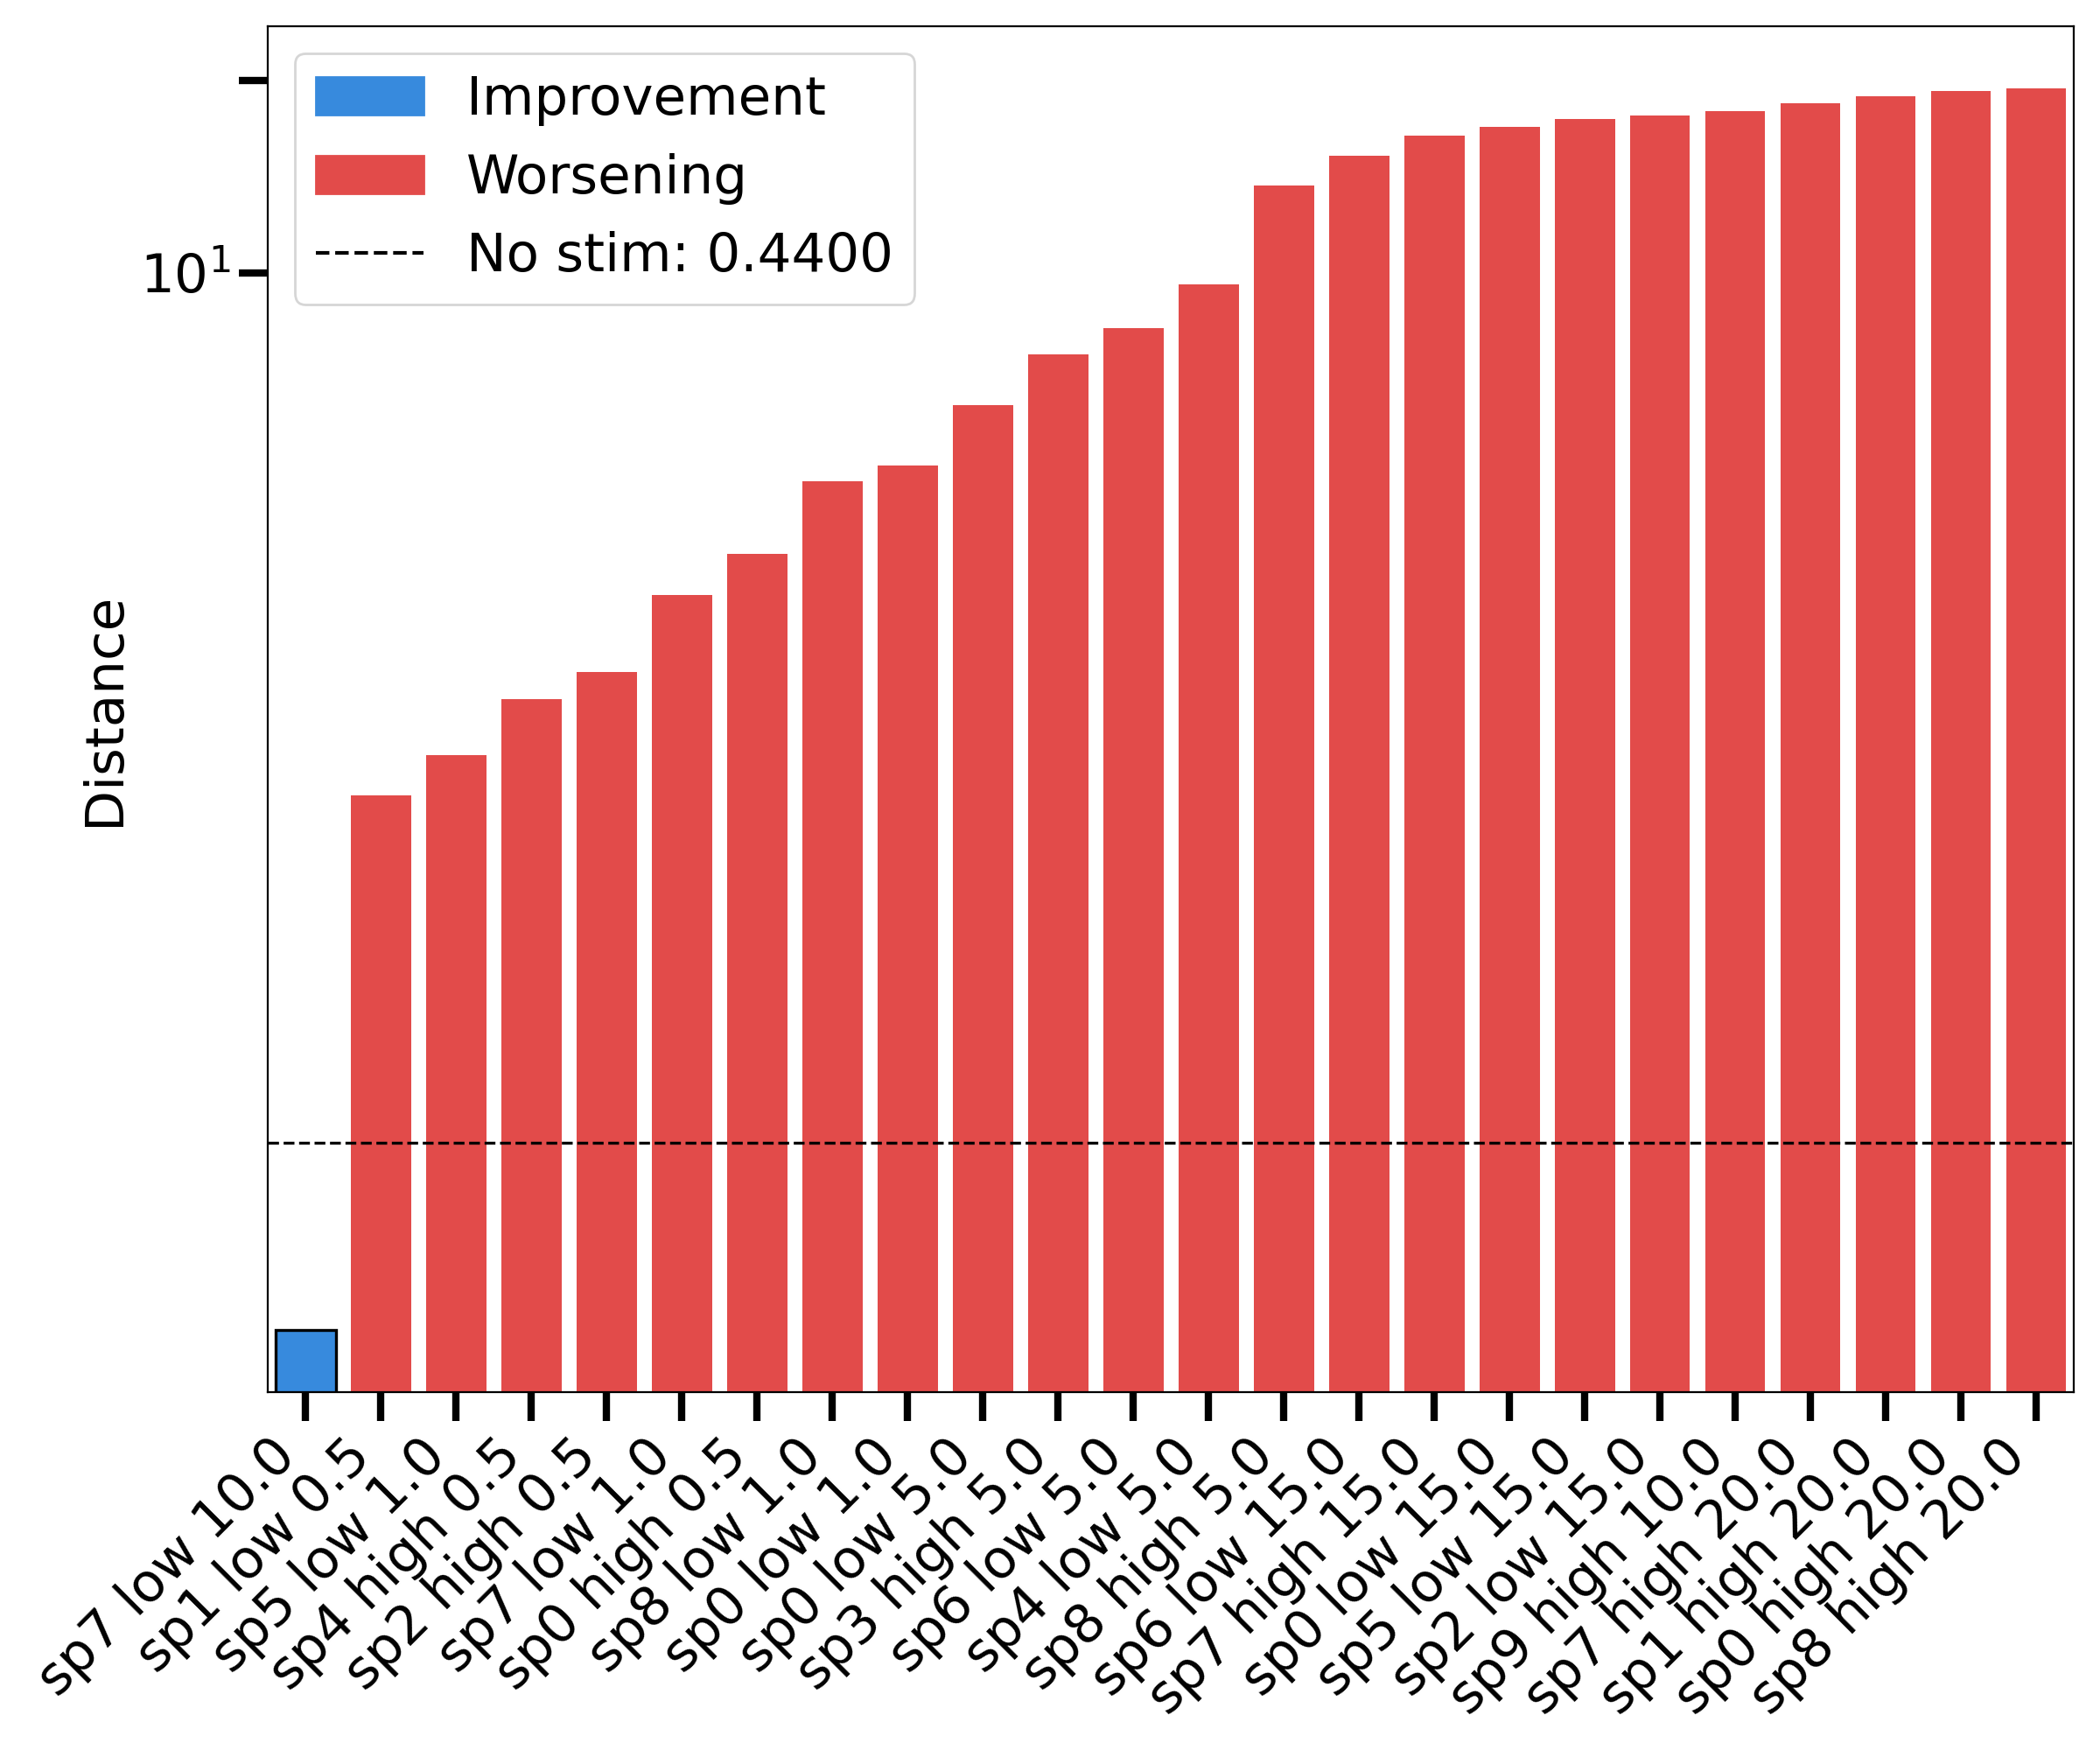 Improvement
Worsening
No stim: 0.4400
10¹
Distance
sp7 low 10.0
sp1 low 0.5
sp5 low 1.0
sp4 high 0.5
sp2 high 0.5
sp7 low 1.0
sp0 high 0.5
sp8 low 1.0
sp0 low 1.0
sp0 low 5.0
sp3 high 5.0
sp6 low 5.0
sp4 low 5.0
sp8 high 5.0
sp6 low 15.0
sp7 high 15.0
sp0 low 15.0
sp5 low 15.0
sp2 low 15.0
sp9 high 10.0
sp7 high 20.0
sp1 high 20.0
sp0 high 20.0
sp8 high 20.0